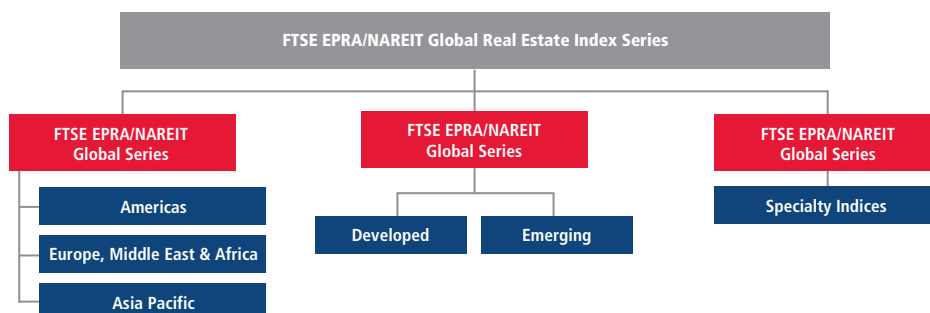 FTSE EPRA/NAREIT Global Real Estate Index Series
FTSE EPRA/NAREIT
Global Series
Americas
Europe, Middle East & Africa
Asia Pacific
FTSE EPRA/NAREIT
Global Series
Developed
Emerging
FTSE EPRA/NAREIT
Global Series
Specialty Indices